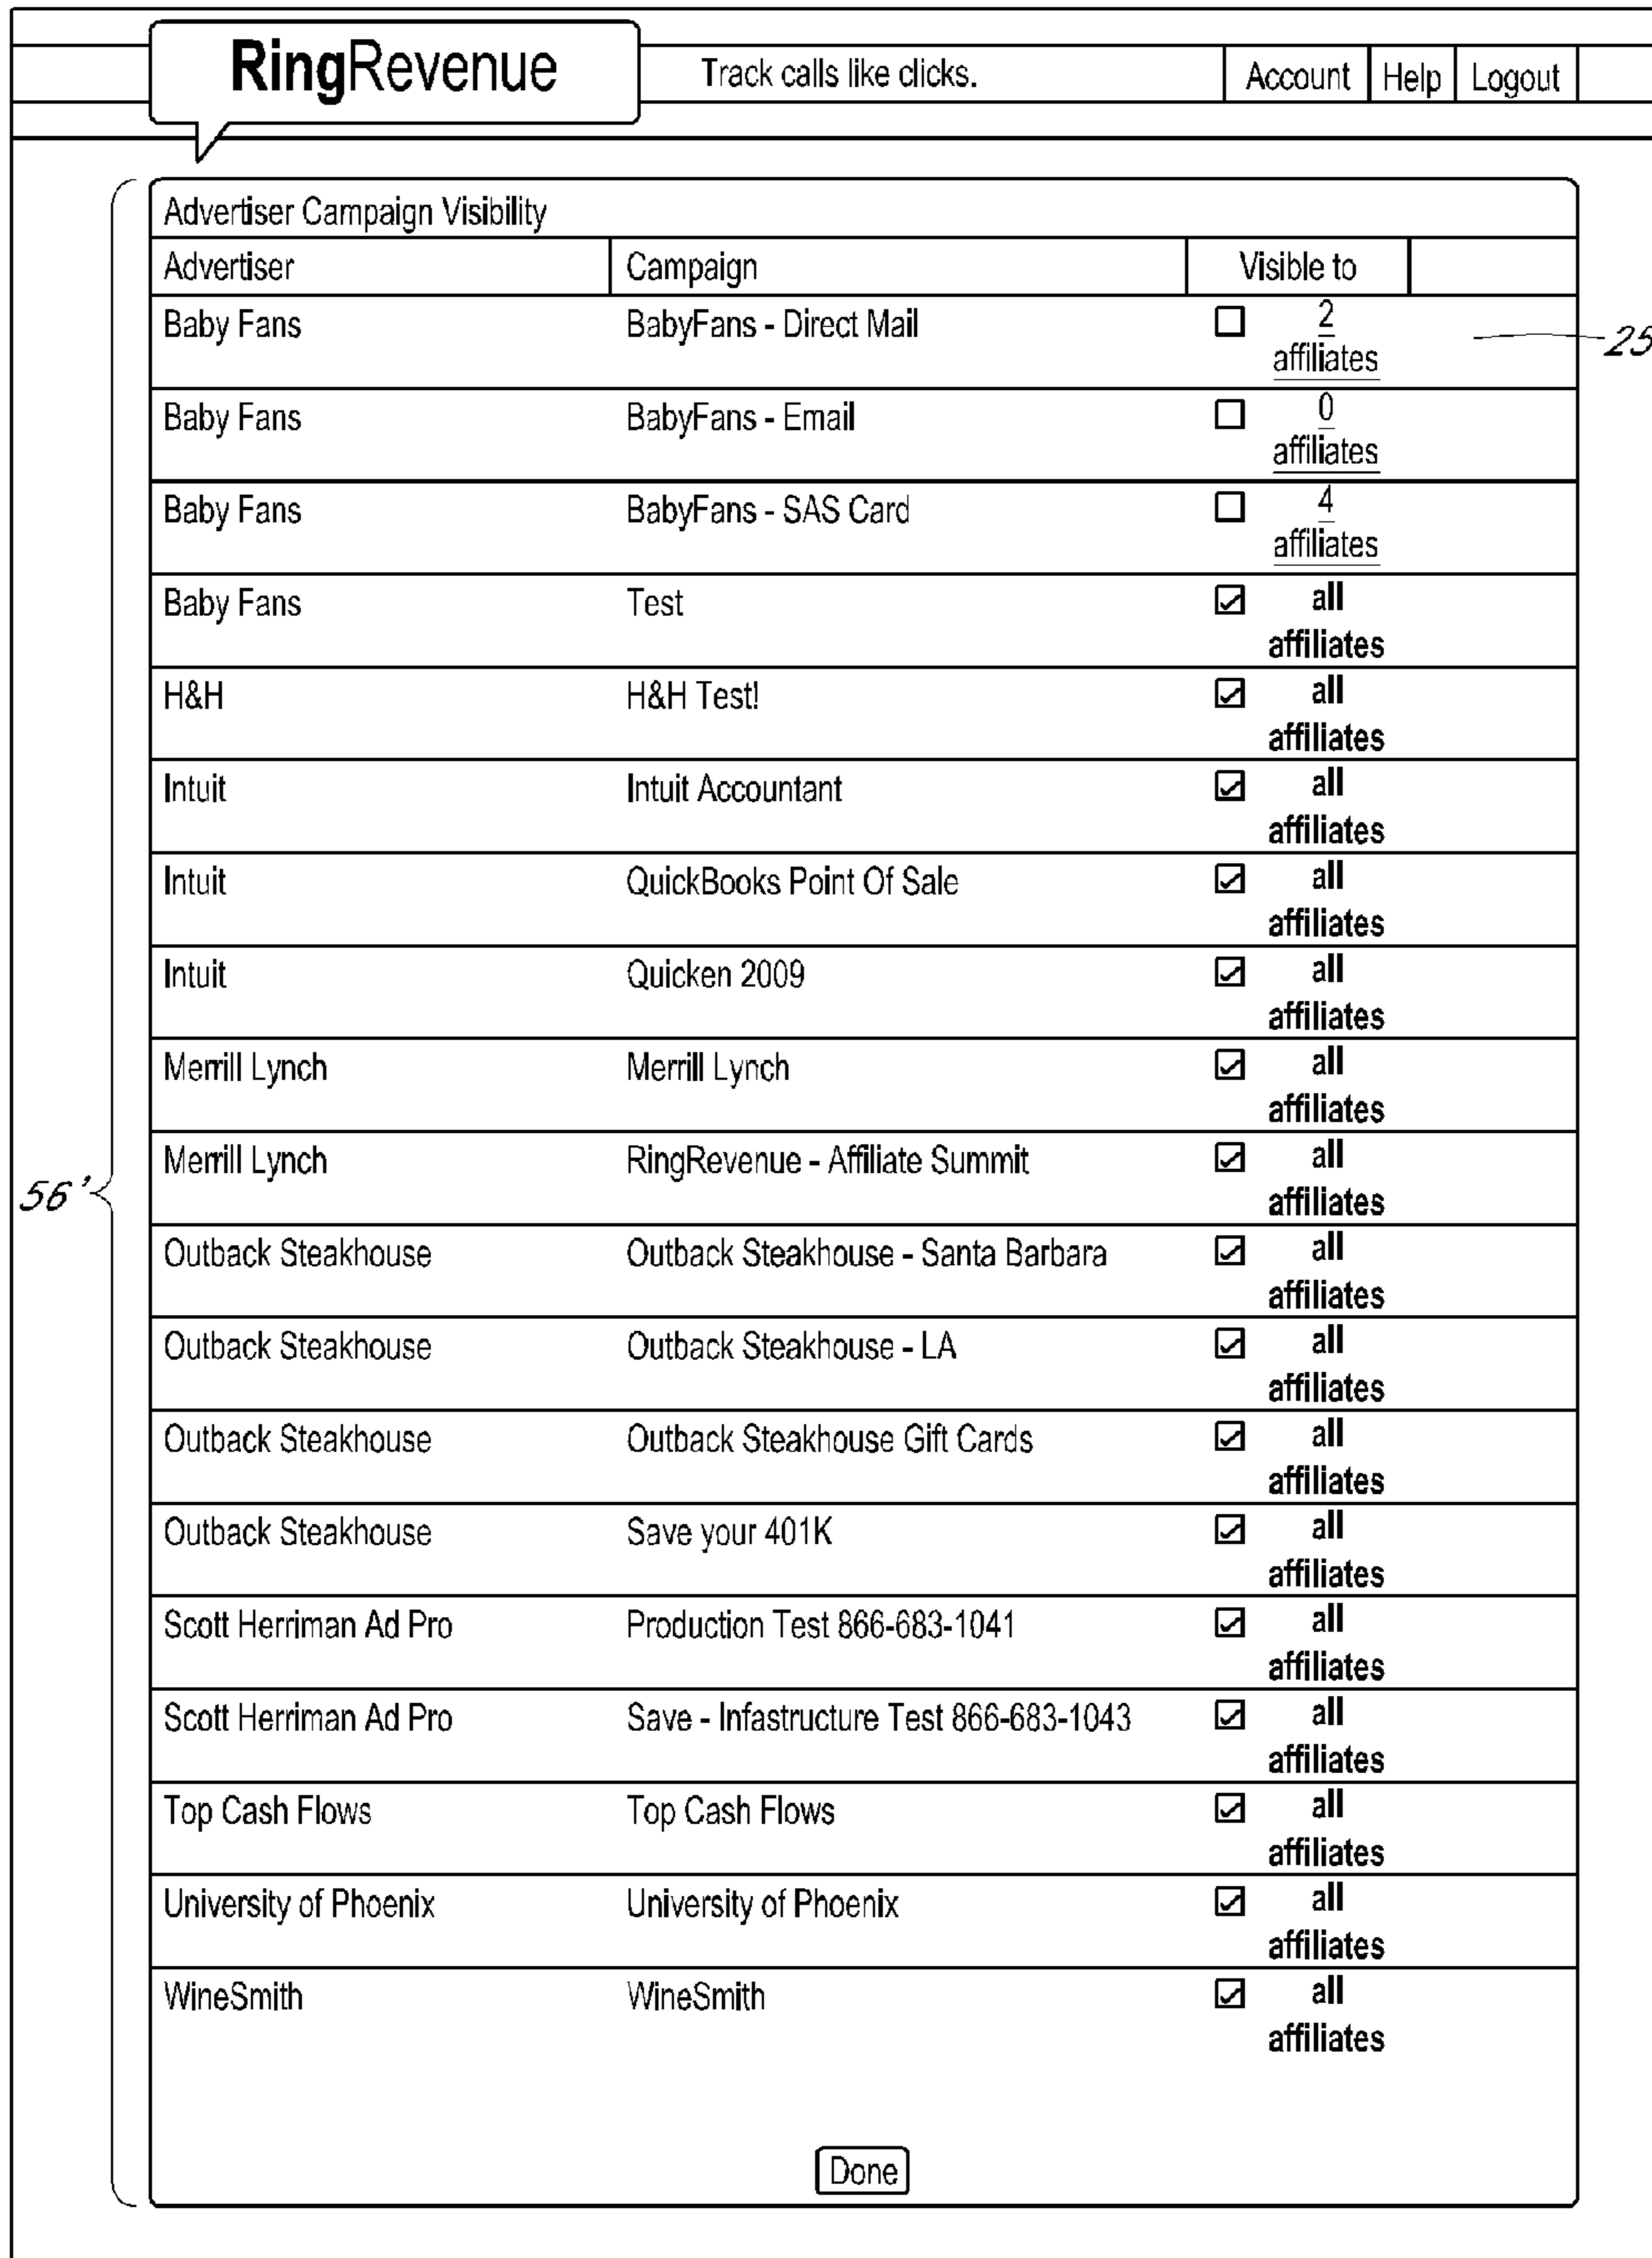 RingRevenue Track calls like clicks. Account Help Logout
Advertiser Campaign Visibility
Advertiser Campaign Visible to
Baby Fans BabyFans - Direct Mail 2
affiliates
25
Baby Fans BabyFans - Email 0
affiliates
Baby Fans BabyFans - SAS Card 4
affiliates
Baby Fans Test all
affiliates
H&H H&H Test! all
affiliates
Intuit Intuit Accountant all
affiliates
Intuit QuickBooks Point Of Sale all
affiliates
Intuit Quicken 2009 all
affiliates
Merrill Lynch Merrill Lynch all
affiliates
Merrill Lynch RingRevenue - Affiliate Summit all
affiliates
56'
Outback Steakhouse Outback Steakhouse - Santa Barbara all
affiliates
Outback Steakhouse Outback Steakhouse - LA all
affiliates
Outback Steakhouse Outback Steakhouse Gift Cards all
affiliates
Outback Steakhouse Save your 401K all
affiliates
Scott Herriman Ad Pro Production Test 866-683-1041 all
affiliates
Scott Herriman Ad Pro Save - Infastructure Test 866-683-1043 all
affiliates
Top Cash Flows Top Cash Flows all
affiliates
University of Phoenix University of Phoenix all
affiliates
WineSmith WineSmith all
affiliates
Done